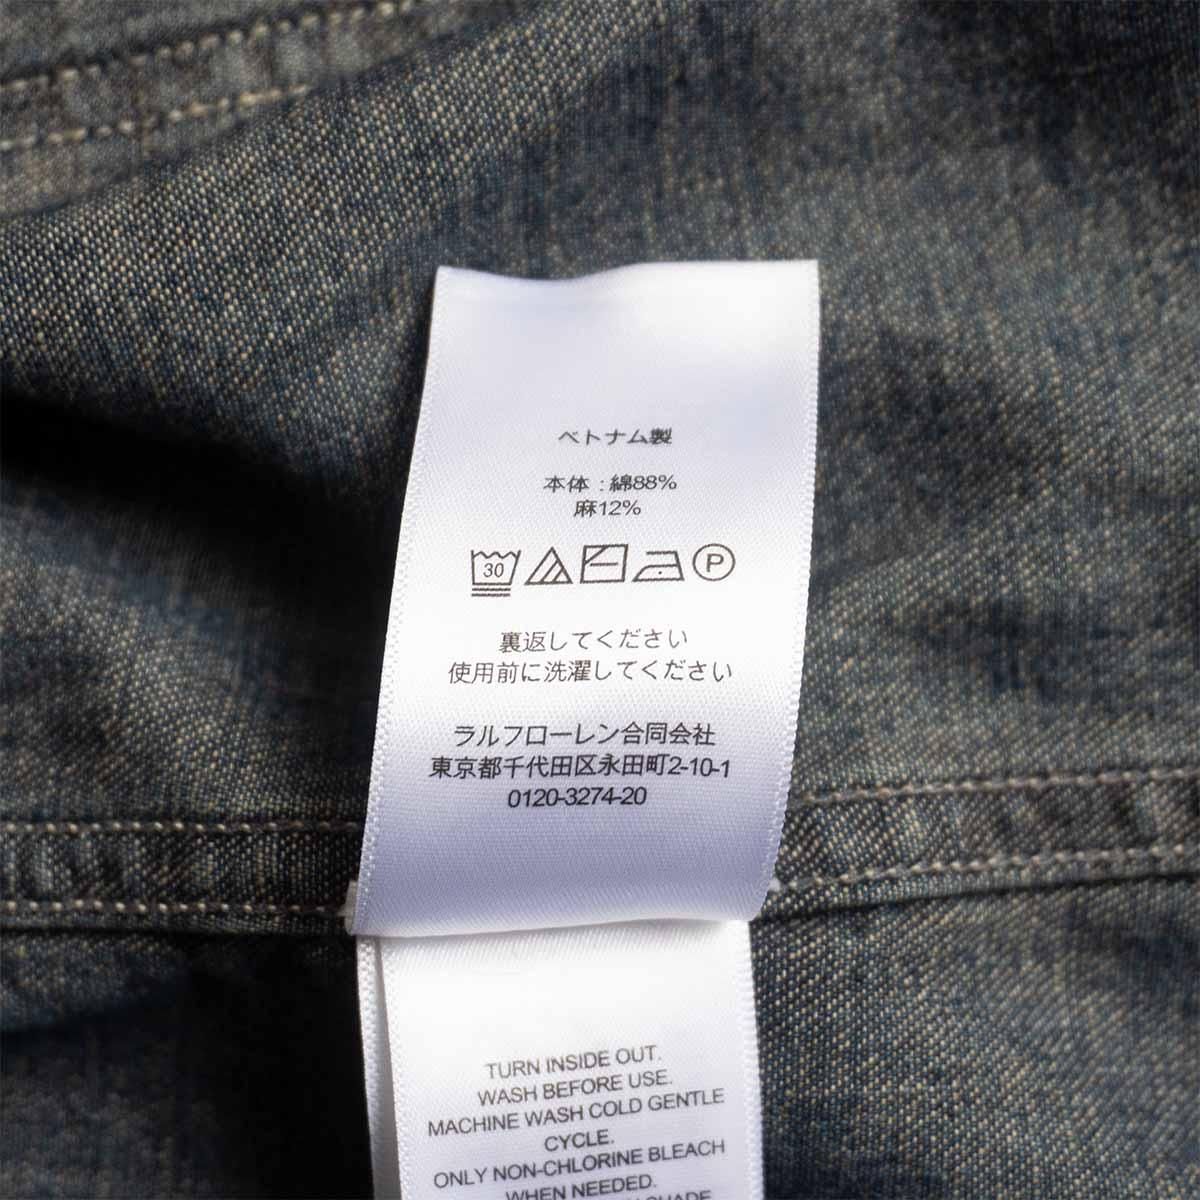 ベトナム製
本体：綿88%
麻12%
30 P
裏返してください
使用前に洗濯してください
ラルフローレン合同会社
東京都千代田区永田町2-10-1
0120-3274-20
TURN INSIDE OUT.
WASH BEFORE USE.
MACHINE WASH COLD GENTLE
CYCLE.
ONLY NON-CHLORINE BLEACH
WHEN NEEDED.
SHADE